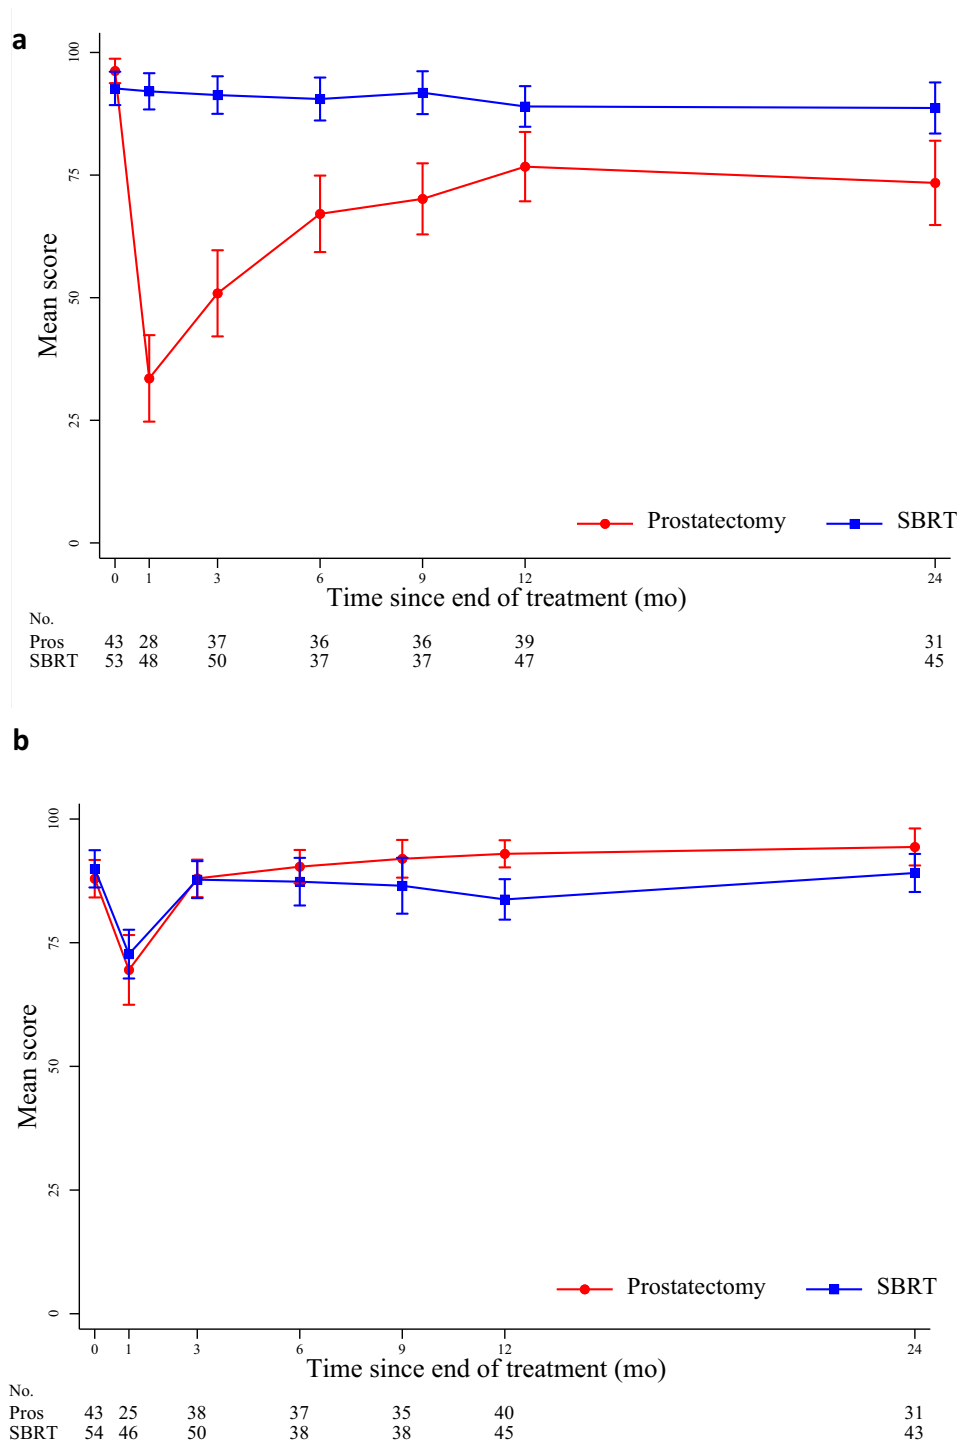 a
100
75
50
25
0
Mean score
Prostatectomy SBRT
0 1 3 6 9 12 24
Time since end of treatment (mo)
No.
Pros 43 28 37 36 36 39 31
SBRT 53 48 50 37 37 47 45
b
100
75
50
25
0
Mean score
Prostatectomy SBRT
0 1 3 6 9 12 24
Time since end of treatment (mo)
No.
Pros 43 25 38 37 35 40 31
SBRT 54 46 50 38 38 45 43